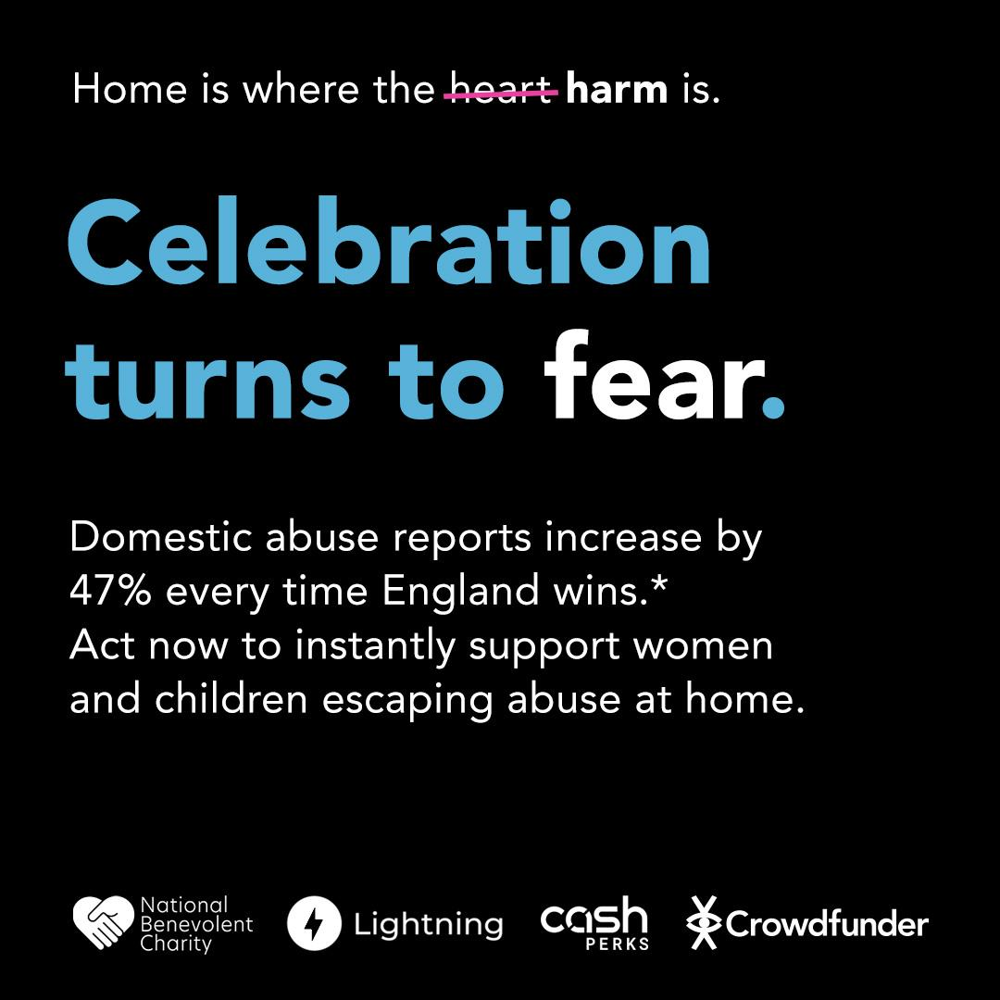 Home is where the heart harm is.
Celebration
turns to fear.
Domestic abuse reports increase by
47% every time England wins.*
Act now to instantly support women
and children escaping abuse at home.
National
Benevolent
Charity
Lightning
cash
PERKS
Crowdfunder